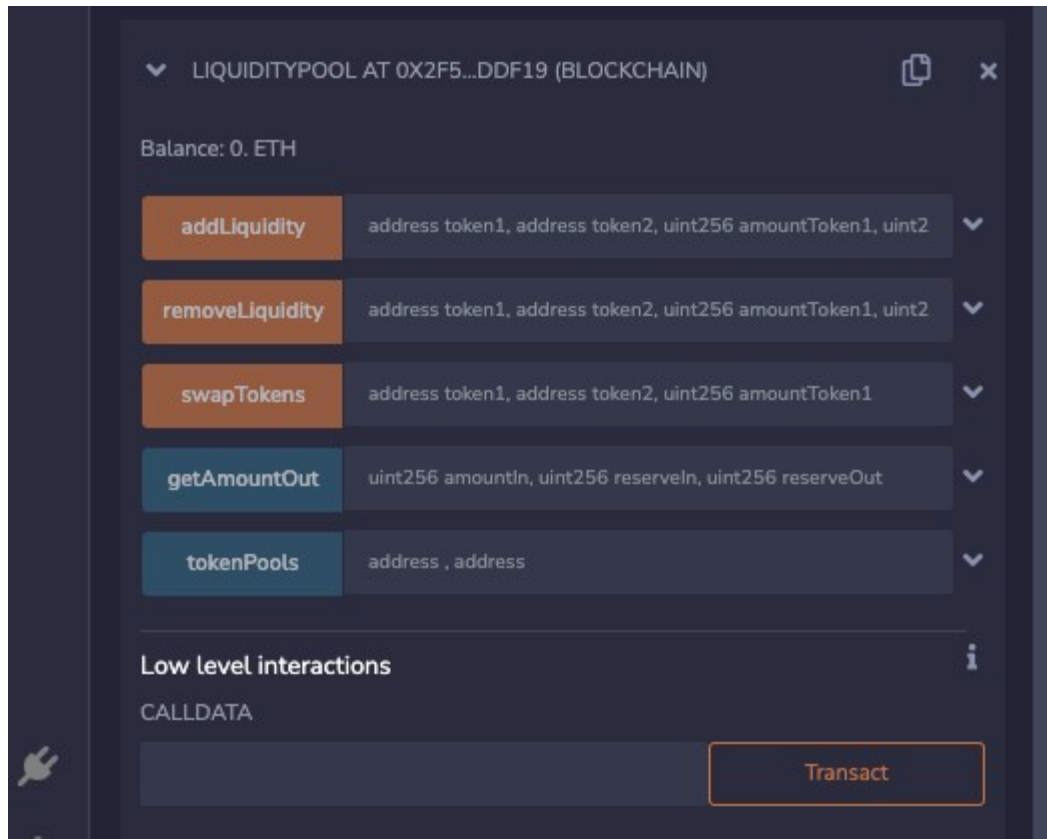 LIQUIDITYPOOL AT 0X2F5...DDF19 (BLOCKCHAIN)
Balance: 0. ETH
addLiquidity address token1, address token2, uint256 amountToken1, uint2
removeLiquidity address token1, address token2, uint256 amountToken1, uint2
swapTokens address token1, address token2, uint256 amountToken1
getAmountOut uint256 amountIn, uint256 reserveIn, uint256 reserveOut
tokenPools address , address
Low level interactions
CALLDATA
Transact